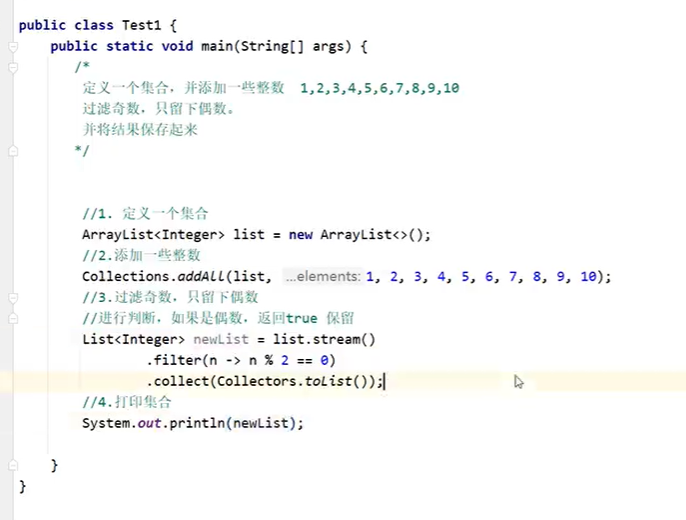 public class Test1 {
public static void main(String[] args) {
/*
定义一个集合，并添加一些整数 1,2,3,4,5,6,7,8,9,10
过滤奇数，只留下偶数。
并将结果保存起来
*/
//1. 定义一个集合
ArrayList<Integer> list = new ArrayList<>();
//2.添加一些整数
Collections.addAll(list, ...elements: 1, 2, 3, 4, 5, 6, 7, 8, 9, 10);
//3.过滤奇数，只留下偶数
//进行判断，如果是偶数，返回true 保留
List<Integer> newList = list.stream()
.filter(n -> n % 2 == 0)
.collect(Collectors.toList());
//4.打印集合
System.out.println(newList);
}
}